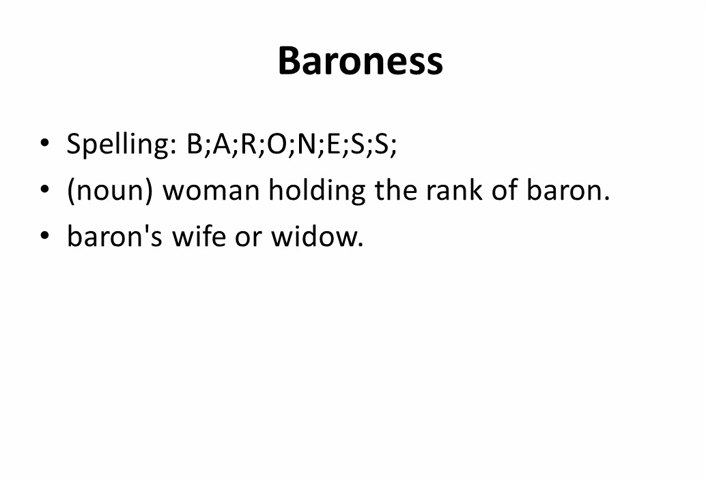 Baroness
• Spelling: B;A;R;O;N;E;S;S;
• (noun) woman holding the rank of baron.
• baron's wife or widow.